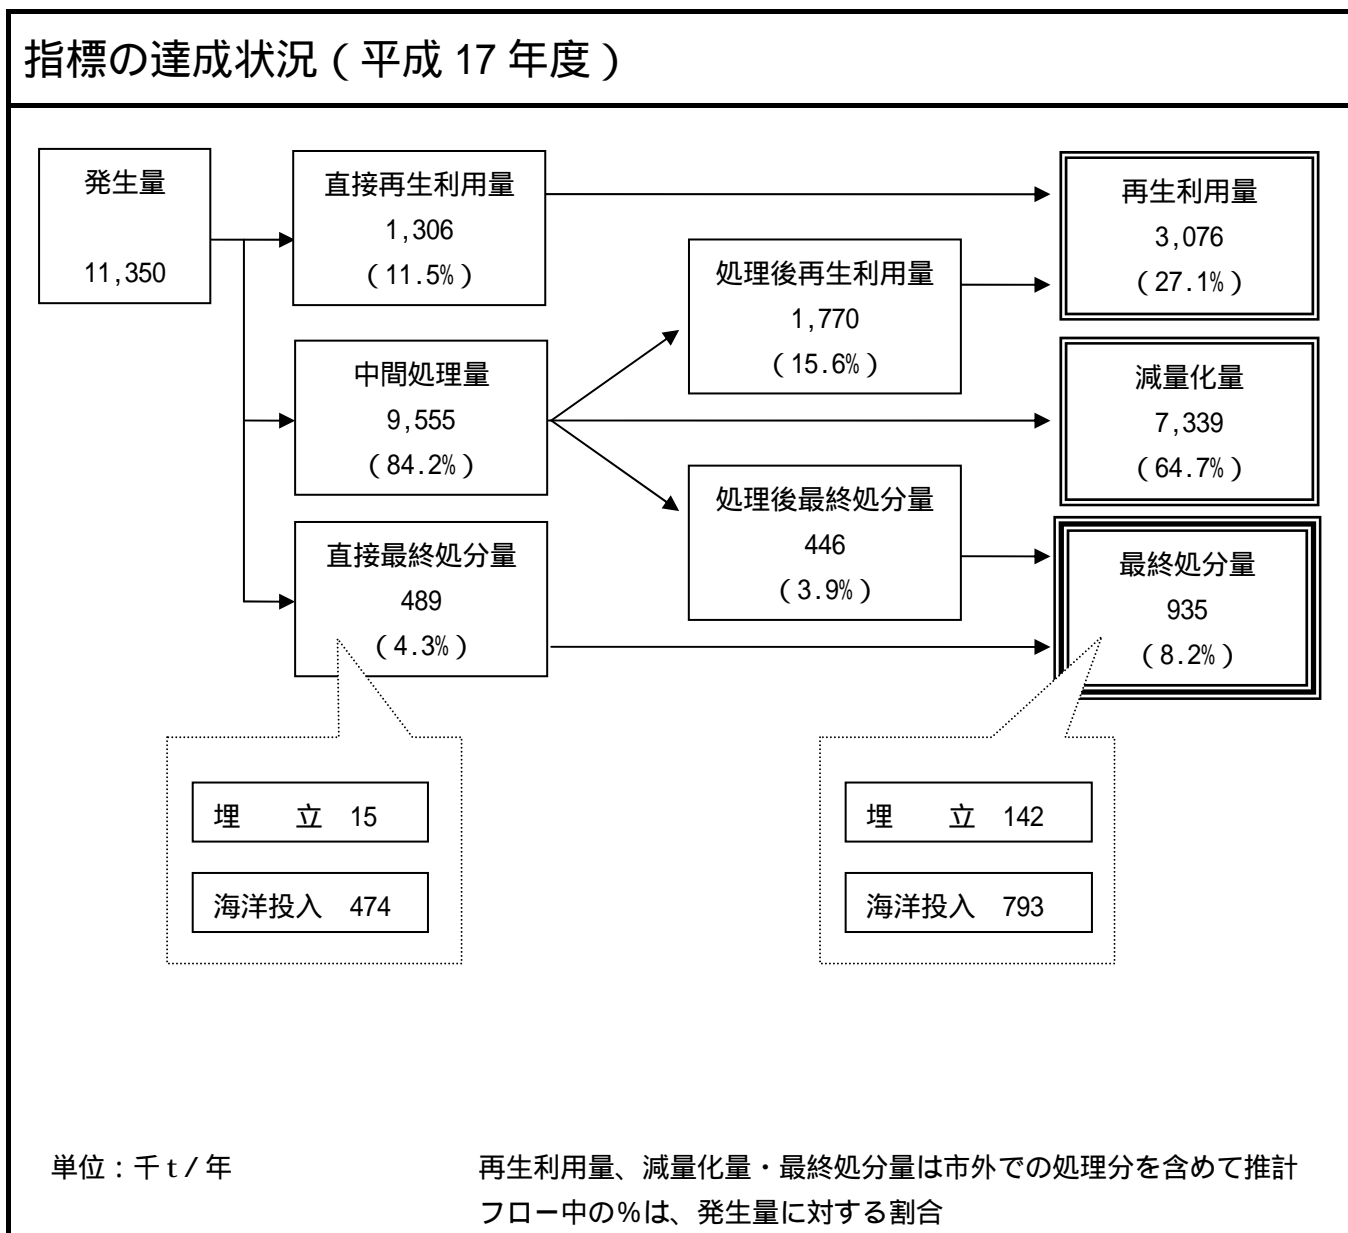 指標の達成状況（平成 17 年度）
発生量
11,350
直接再生利用量
1,306
（11.5%）
中間処理量
9,555
（84.2%）
直接最終処分量
489
（4.3%）
処理後再生利用量
1,770
（15.6%）
処理後最終処分量
446
（3.9%）
再生利用量
3,076
（27.1%）
減量化量
7,339
（64.7%）
最終処分量
935
（8.2%）
埋　　立　15
海洋投入　474
埋　　立　142
海洋投入　793
単位：千ｔ/年
再生利用量、減量化量・最終処分量は市外での処理分を含めて推計
フロー中の%は、発生量に対する割合